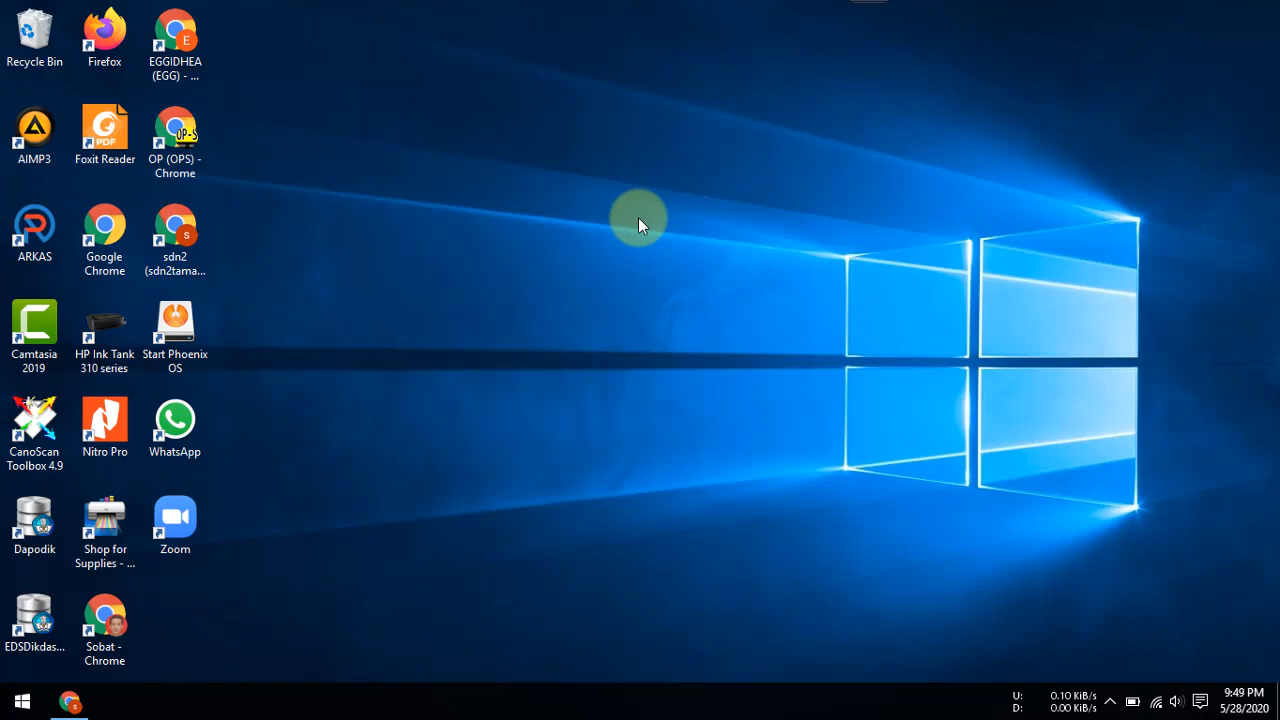 Recycle Bin
Firefox
EGGIDHEA
(EGG) - ...
AIMP3
PDF
Foxit Reader
OP-S
OP (OPS) -
Chrome
ARKAS
Google
Chrome
sdn2
(sdn2tama...
Camtasia
2019
HP Ink Tank
310 series
Start Phoenix
OS
CanoScan
Toolbox 4.9
Nitro Pro
WhatsApp
Dapodik
Shop for
Supplies - ...
Zoom
EDSDikdas...
Sobat -
Chrome
U: 0.10 KiB/s
D: 0.00 KiB/s
9:49 PM
5/28/2020